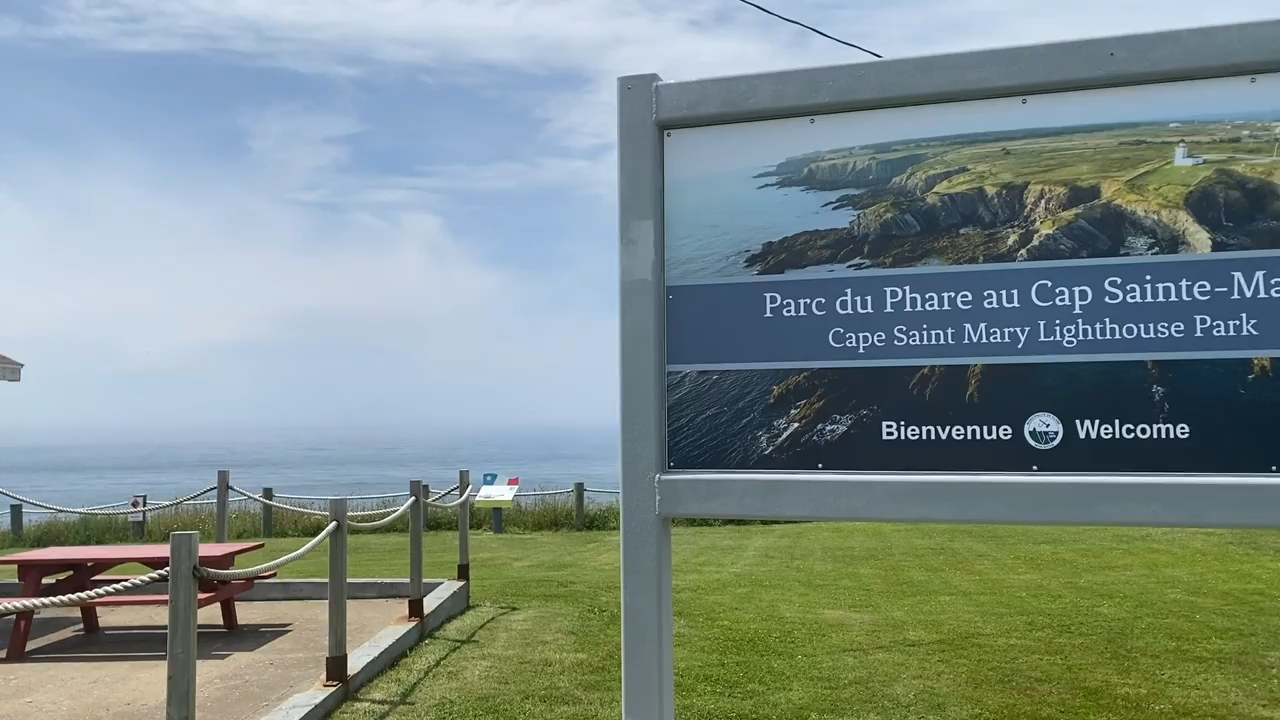 Parc du Phare au Cap Sainte-Ma
Cape Saint Mary Lighthouse Park
Bienvenue Welcome